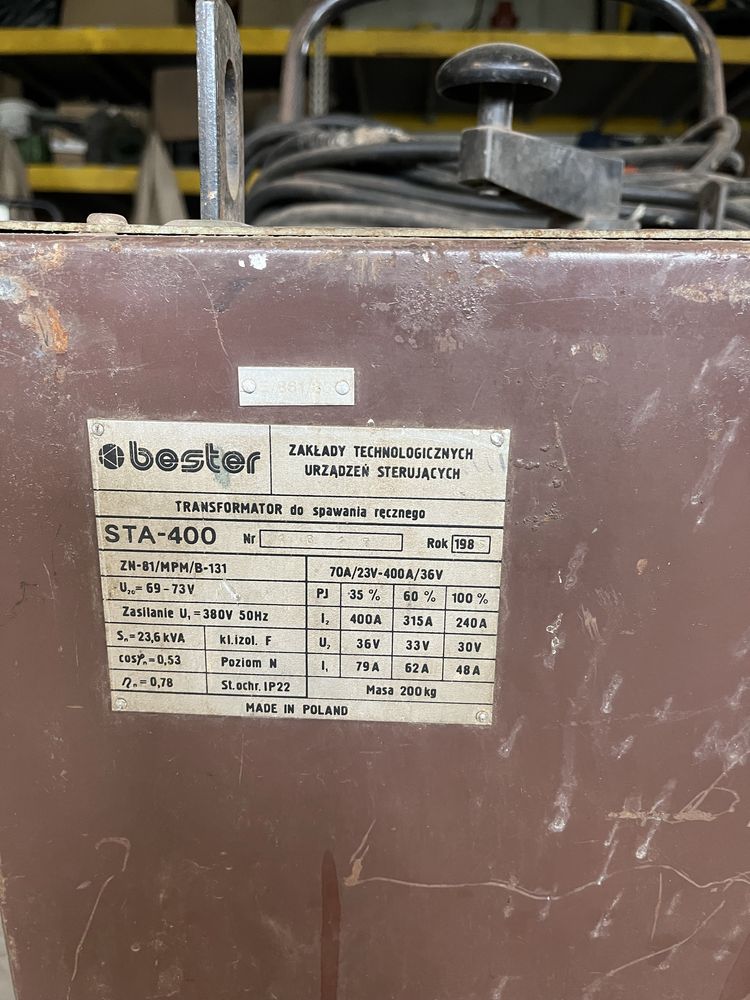 bester
ZAKŁADY TECHNOLOGICZNYCH
URZĄDZEŃ STERUJĄCYCH
TRANSFORMATOR do spawania ręcznego
STA-400 Nr Rok 198
ZN-81/MPM/B-131
70A/23V-400A/36V
U₂₀= 69-73V
PJ 35 % 60 % 100 %
Zasilanie U₁=380V 50Hz
I₂ 400A 315A 240A
Sₙ=23,6 kVA kl.izol. F
U₂ 36V 33V 30V
cosφₙ=0,53 Poziom N
I₁ 79A 62A 48A
ηₙ=0,78 St.ochr. IP22
Masa 200kg
MADE IN POLAND